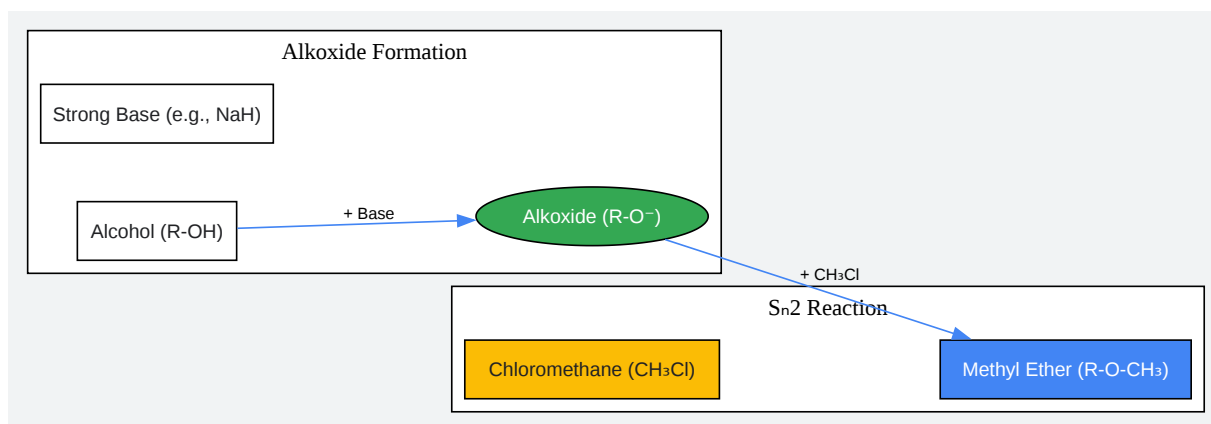 Alkoxide Formation
Strong Base (e.g., NaH)
Alcohol (R-OH)
+ Base
Alkoxide (R-O⁻)
+ CH₃Cl
Sₙ2 Reaction
Chloromethane (CH₃Cl)
Methyl Ether (R-O-CH₃)